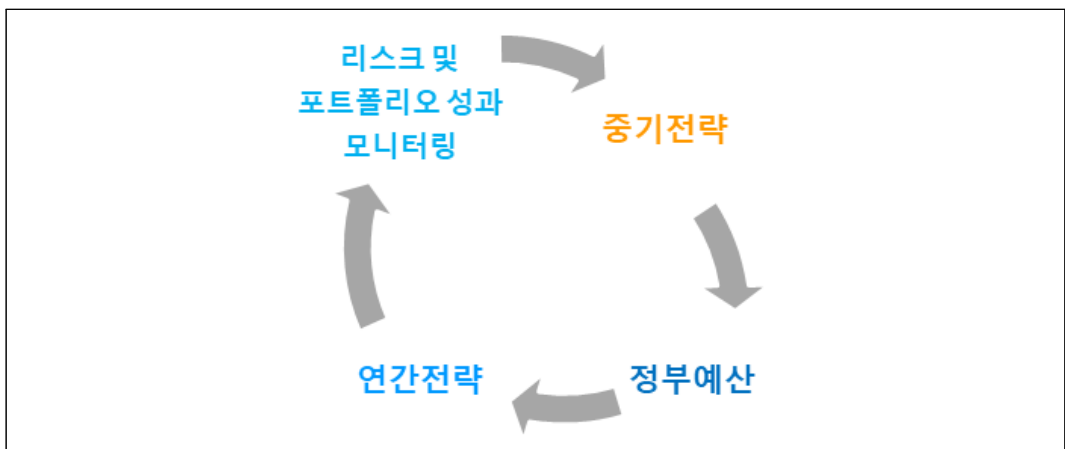 리스크 및
포트폴리오 성과
모니터링
중기전략
연간전략
정부예산